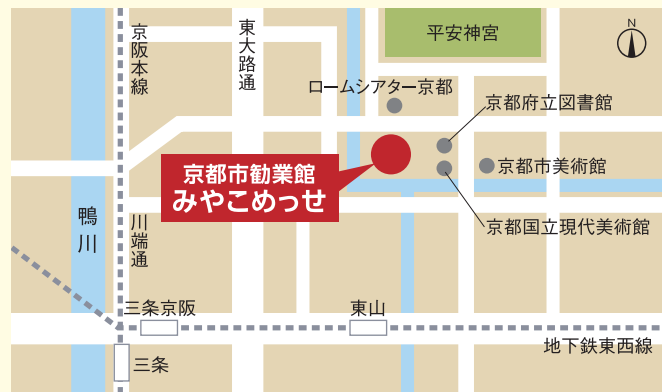 京阪本線
東大路通
平安神宮
N
ロームシアター京都
京都府立図書館
京都市美術館
京都市勧業館
みやこめっせ
鴨川
川端通
京都国立現代美術館
三条京阪
東山
地下鉄東西線
三条